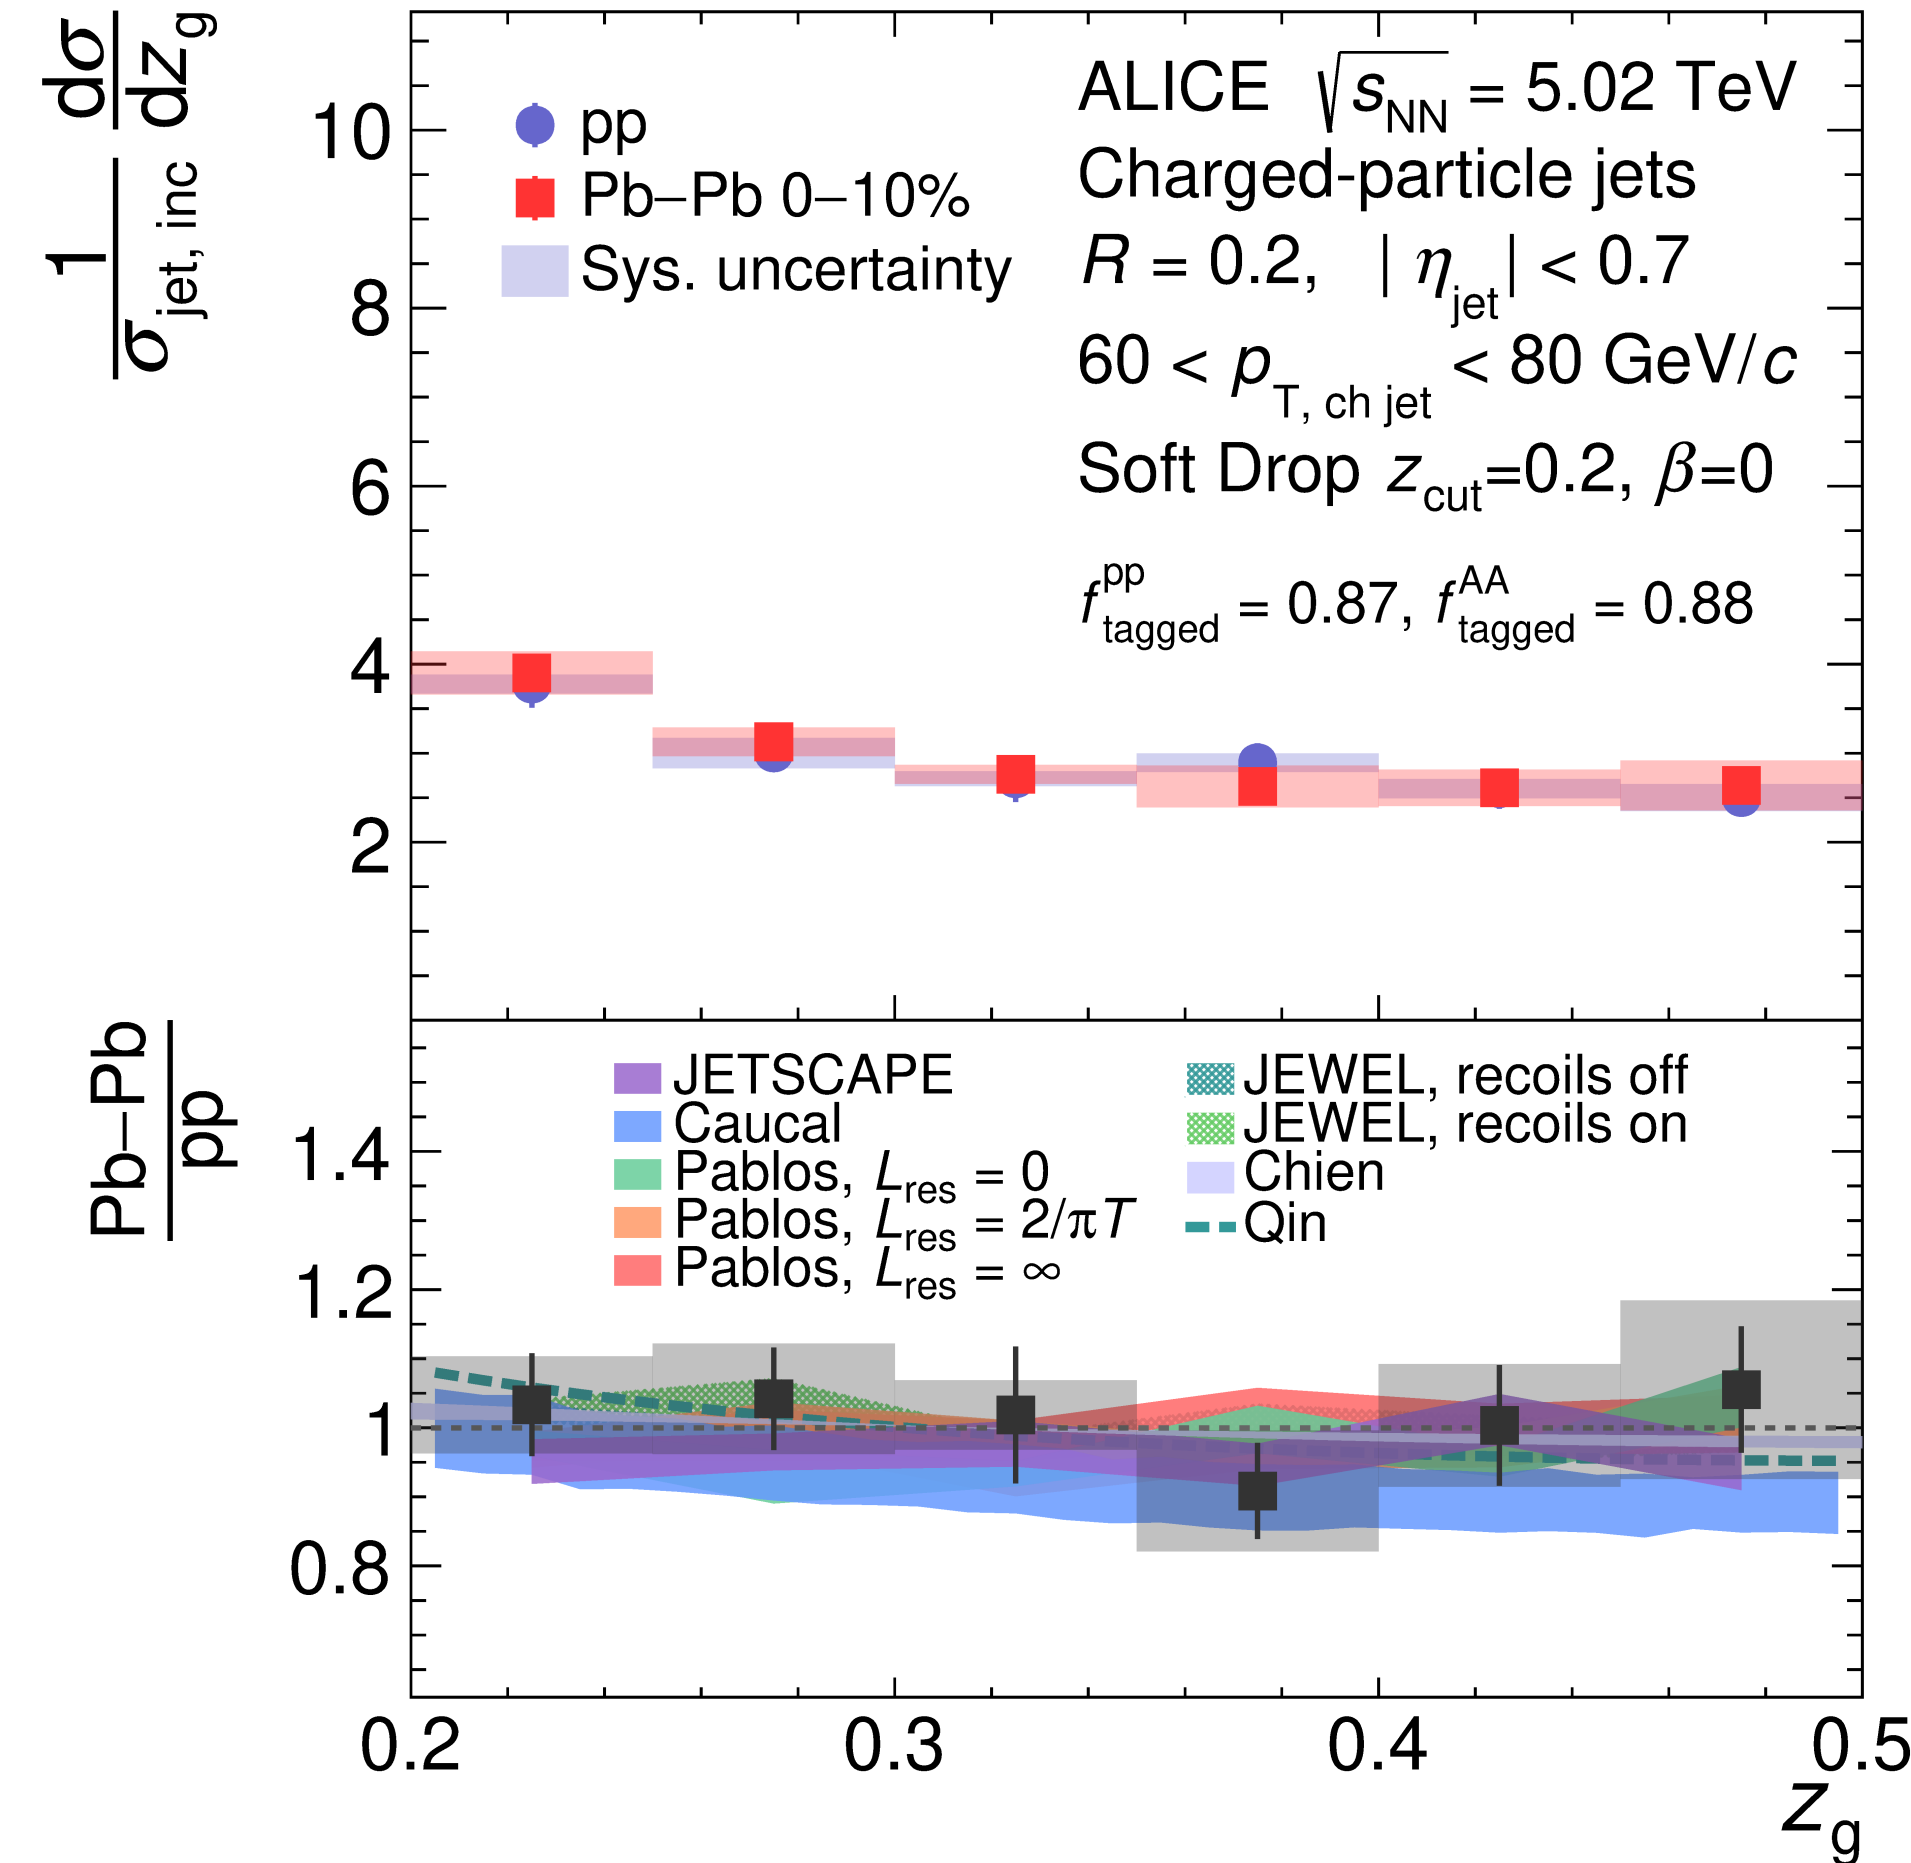 1/σjet, inc dσ/dzg
10
8
6
4
2
pp
Pb–Pb 0–10%
Sys. uncertainty
ALICE √sNN = 5.02 TeV
Charged-particle jets
R = 0.2, | ηjet | < 0.7
60 < pT, ch jet < 80 GeV/c
Soft Drop zcut=0.2, β=0
f pp tagged = 0.87, f AA tagged = 0.88
Pb–Pb
pp
1.4
1.2
1
0.8
JETSCAPE
Caucal
Pablos, Lres = 0
Pablos, Lres = 2/πT
Pablos, Lres = ∞
JEWEL, recoils off
JEWEL, recoils on
Chien
Qin
0.2 0.3 0.4 0.5
zg